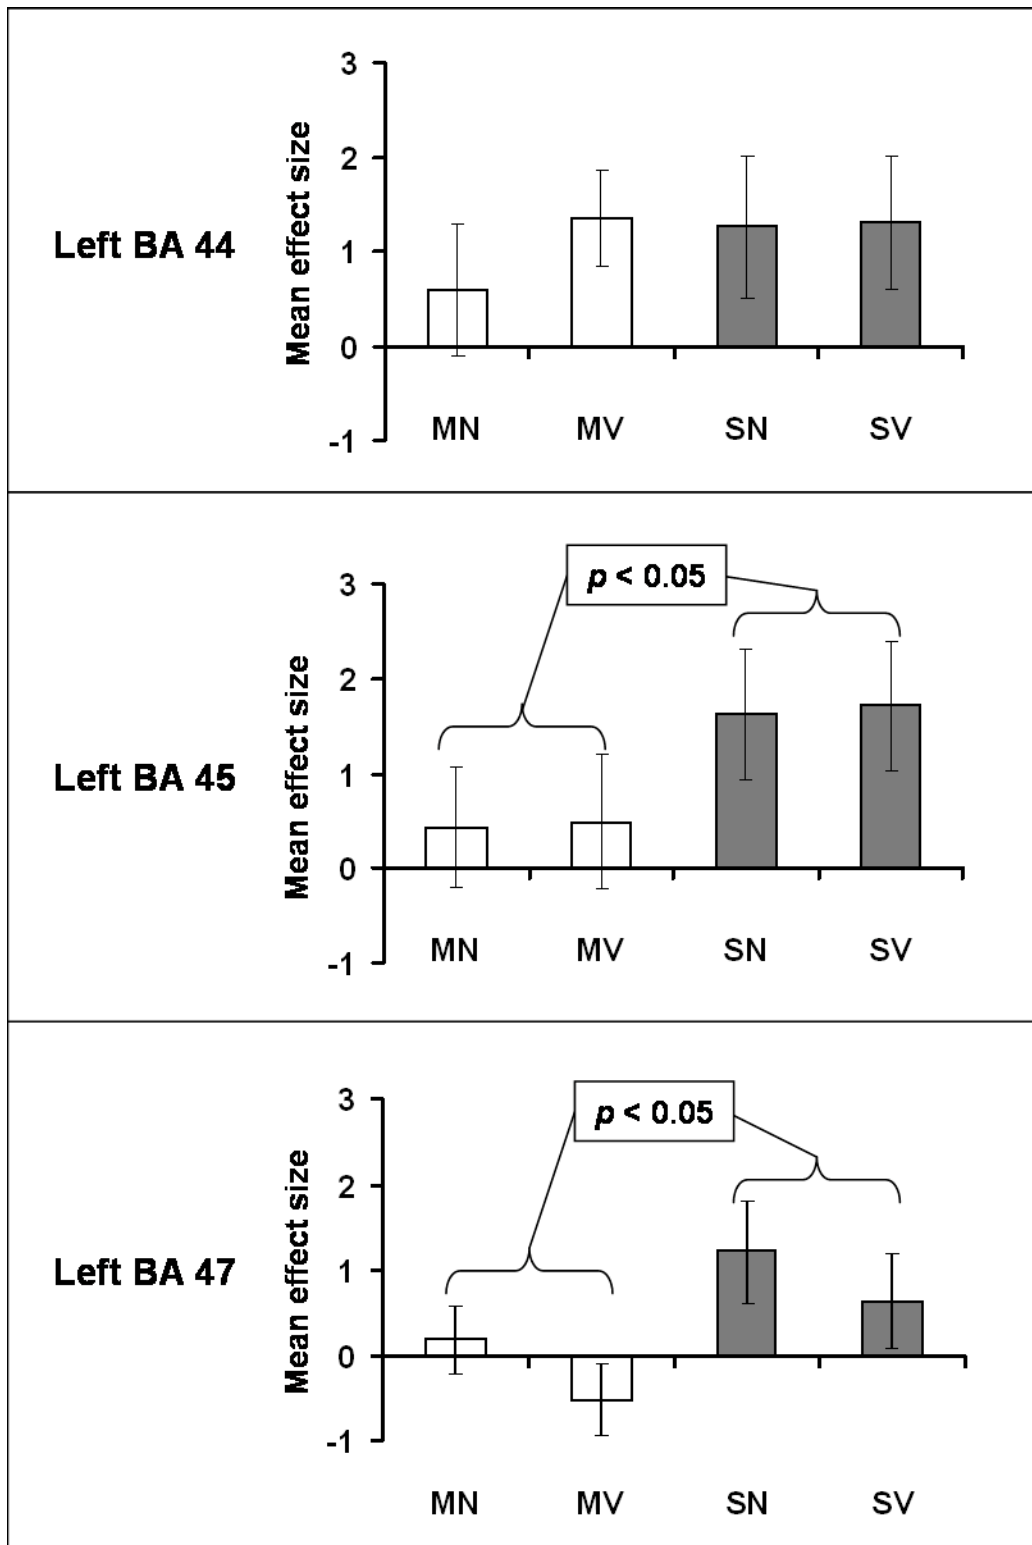 Left BA 44
Mean effect size
3
2
1
0
-1
MN MV SN SV
Left BA 45
Mean effect size
p < 0.05
3
2
1
0
-1
MN MV SN SV
Left BA 47
Mean effect size
p < 0.05
3
2
1
0
-1
MN MV SN SV